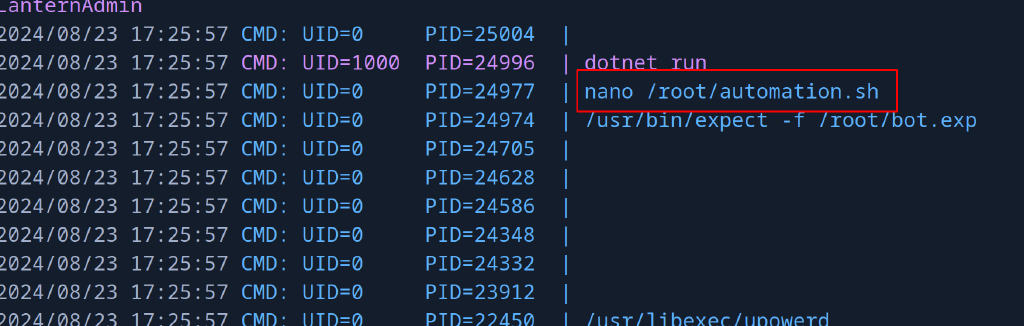 LanternAdmin
2024/08/23 17:25:57 CMD: UID=0 PID=25004 |
2024/08/23 17:25:57 CMD: UID=1000 PID=24996 | dotnet run
2024/08/23 17:25:57 CMD: UID=0 PID=24977 | nano /root/automation.sh
2024/08/23 17:25:57 CMD: UID=0 PID=24974 | /usr/bin/expect -f /root/bot.exp
2024/08/23 17:25:57 CMD: UID=0 PID=24705 |
2024/08/23 17:25:57 CMD: UID=0 PID=24628 |
2024/08/23 17:25:57 CMD: UID=0 PID=24586 |
2024/08/23 17:25:57 CMD: UID=0 PID=24348 |
2024/08/23 17:25:57 CMD: UID=0 PID=24332 |
2024/08/23 17:25:57 CMD: UID=0 PID=23912 |
2024/08/23 17:25:57 CMD: UID=0 PID=22450 | /usr/libexec/upowerd